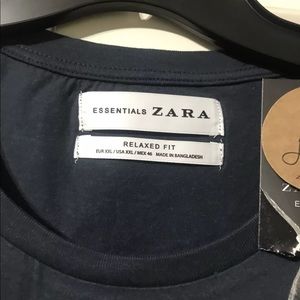 ESSENTIALS ZARA
RELAXED FIT
EUR XXL / USA XXL / MEX 46 MADE IN BANGLADESH